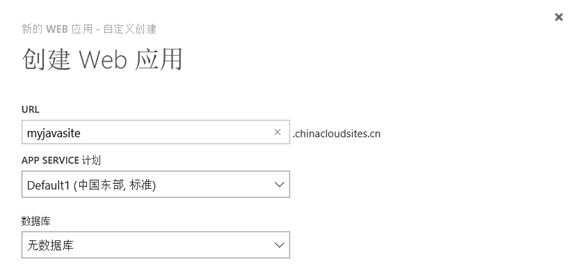 新的 WEB 应用 - 自定义创建
创建 Web 应用
URL
myjavasite
.chinacloudsites.cn
APP SERVICE 计划
Default1 (中国东部, 标准)
数据库
无数据库